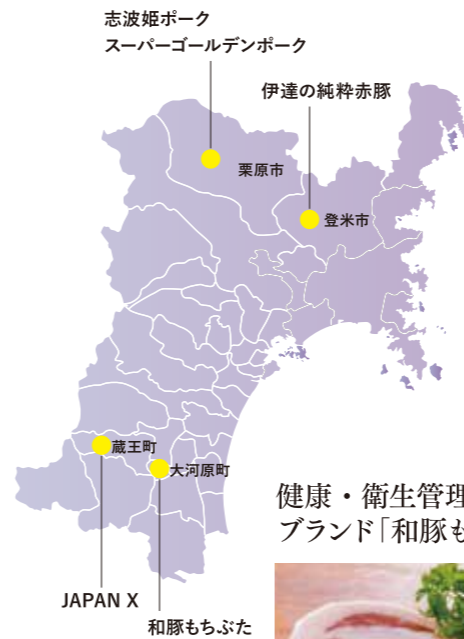 志波姫ポーク
スーパーゴールデンポーク
伊達の純粋赤豚
栗原市
登米市
蔵王町
大河原町
健康・衛生管理
ブランド「和豚も
JAPAN X
和豚もちぶた